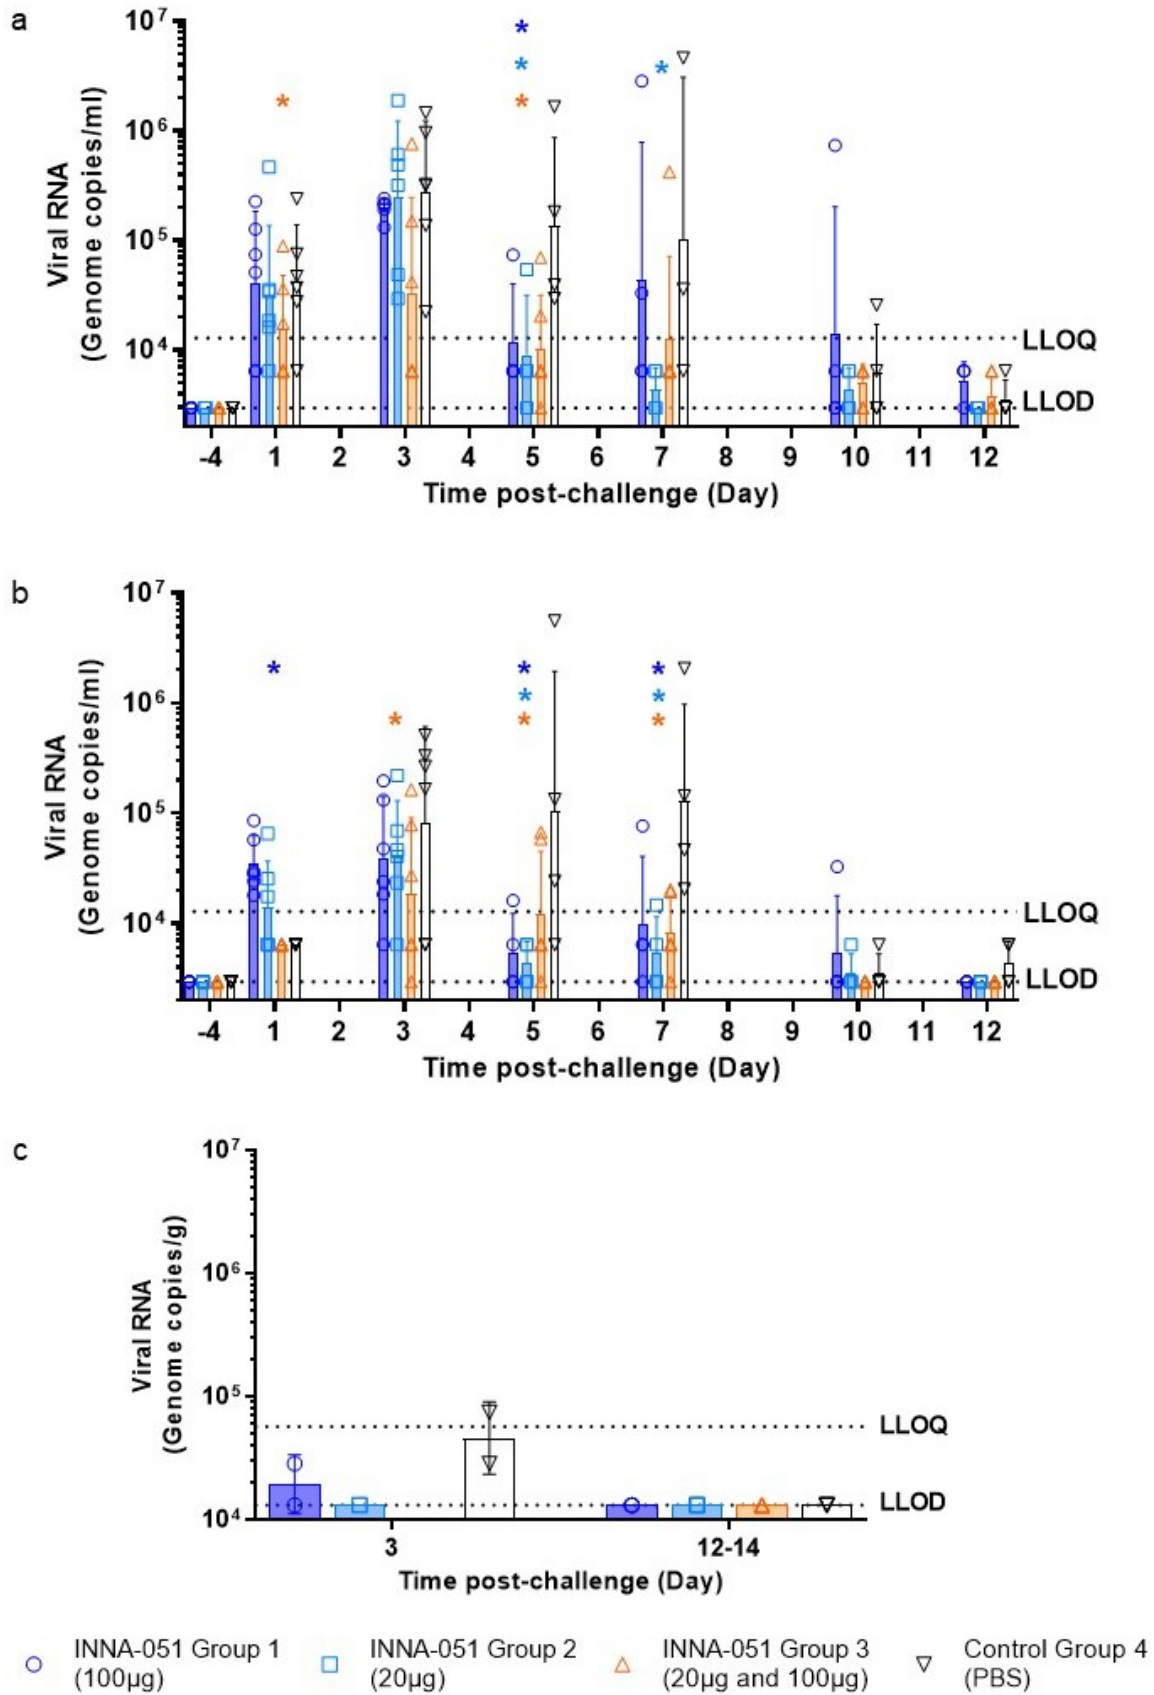 a
Viral RNA
(Genome copies/ml)
10⁷
10⁶
10⁵
10⁴
* * * * * *
LLOQ
LLOD
-4 1 2 3 4 5 6 7 8 9 10 11 12
Time post-challenge (Day)
b
Viral RNA
(Genome copies/ml)
10⁷
10⁶
10⁵
10⁴
* * * * * * * *
LLOQ
LLOD
-4 1 2 3 4 5 6 7 8 9 10 11 12
Time post-challenge (Day)
c
Viral RNA
(Genome copies/g)
10⁷
10⁶
10⁵
10⁴
LLOQ
LLOD
3 12-14
Time post-challenge (Day)
INNA-051 Group 1
(100µg)
INNA-051 Group 2
(20µg)
INNA-051 Group 3
(20µg and 100µg)
Control Group 4
(PBS)